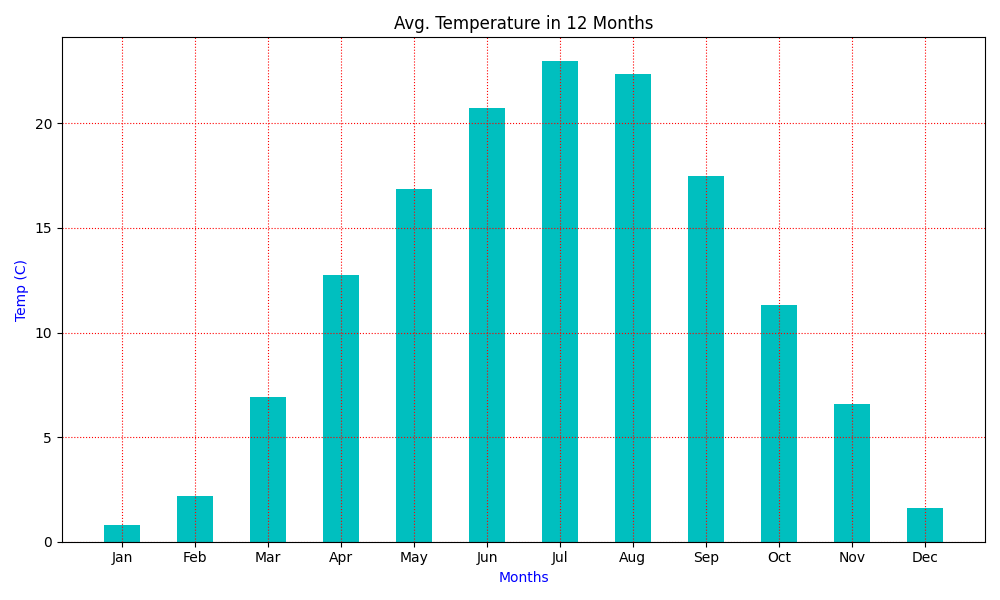 Avg. Temperature in 12 Months
Temp (C)
20
15
10
5
0
Jan Feb Mar Apr May Jun Jul Aug Sep Oct Nov Dec
Months